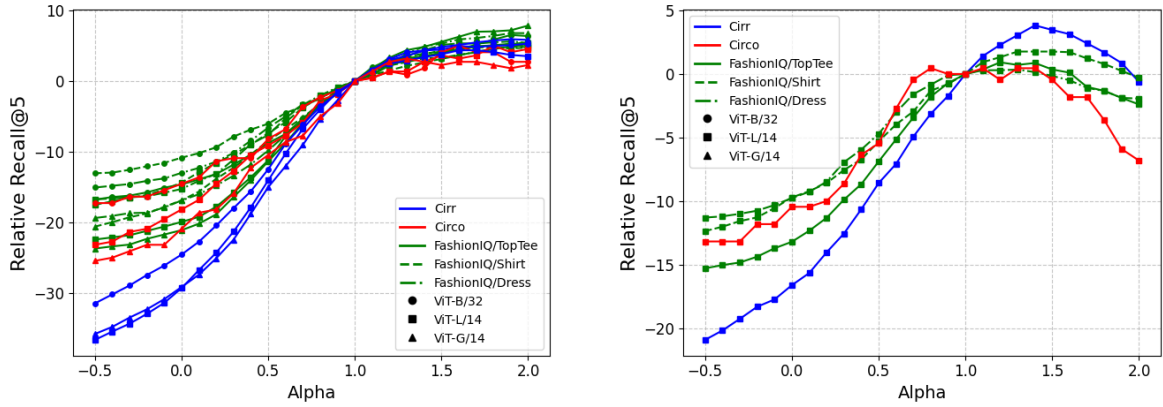 10
0
−10
−20
−30
Relative Recall@5
−0.5
0.0
0.5
1.0
1.5
2.0
Alpha
Cirr
Circo
FashionIQ/TopTee
FashionIQ/Shirt
FashionIQ/Dress
ViT-B/32
ViT-L/14
ViT-G/14
5
0
−5
−10
−15
−20
Relative Recall@5
−0.5
0.0
0.5
1.0
1.5
2.0
Alpha
Cirr
Circo
FashionIQ/TopTee
FashionIQ/Shirt
FashionIQ/Dress
ViT-B/32
ViT-L/14
ViT-G/14